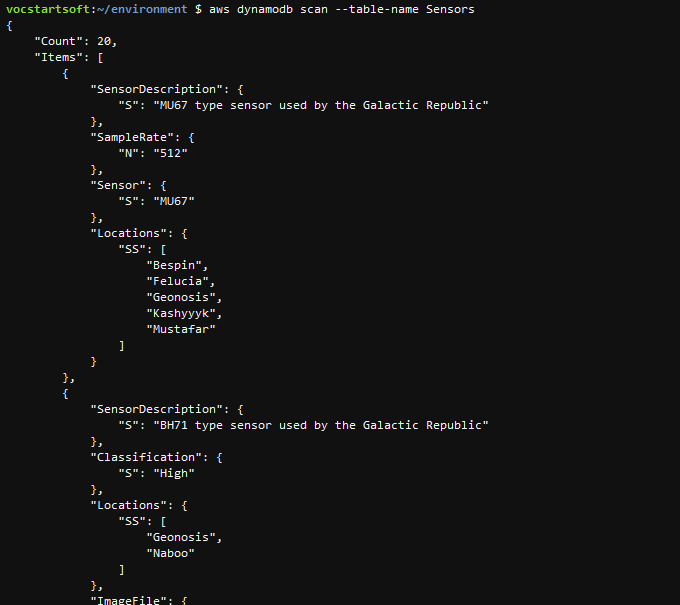 vocstartsoft:~/environment $ aws dynamodb scan --table-name Sensors
{
    "Count": 20,
    "Items": [
        {
            "SensorDescription": {
                "S": "MU67 type sensor used by the Galactic Republic"
            },
            "SampleRate": {
                "N": "512"
            },
            "Sensor": {
                "S": "MU67"
            },
            "Locations": {
                "SS": [
                    "Bespin",
                    "Felucia",
                    "Geonosis",
                    "Kashyyyk",
                    "Mustafar"
                ]
            }
        },
        {
            "SensorDescription": {
                "S": "BH71 type sensor used by the Galactic Republic"
            },
            "Classification": {
                "S": "High"
            },
            "Locations": {
                "SS": [
                    "Geonosis",
                    "Naboo"
                ]
            },
            "ImageFile": {